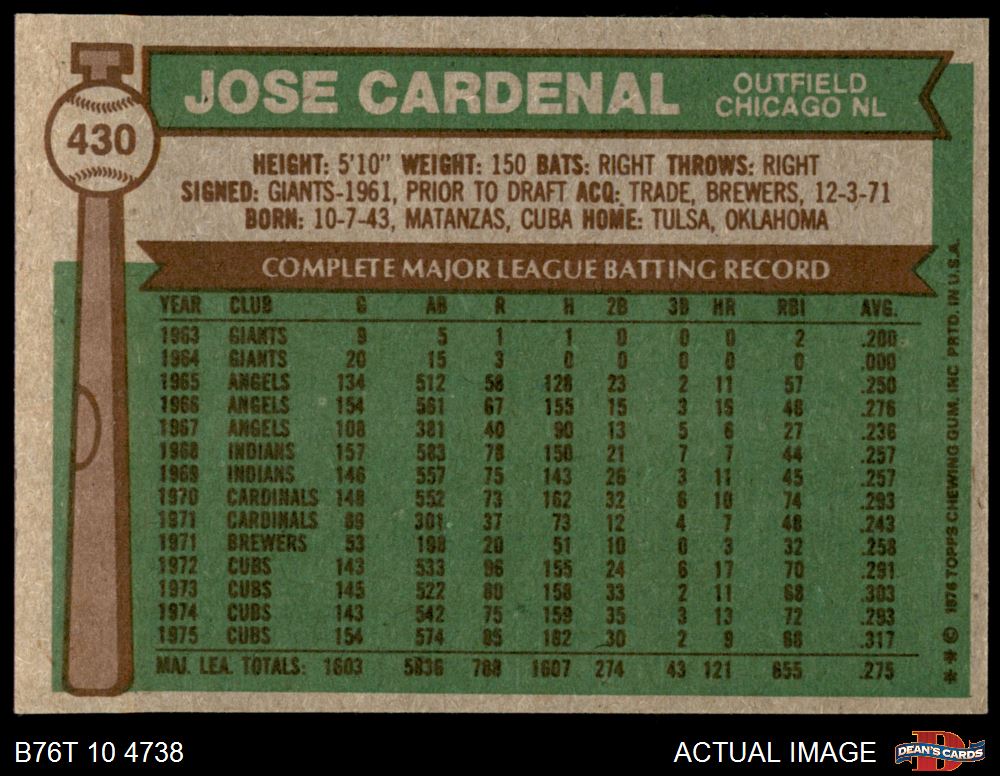 JOSE CARDENAL
OUTFIELD
CHICAGO NL
430
HEIGHT: 5'10" WEIGHT: 150 BATS: RIGHT THROWS: RIGHT
SIGNED: GIANTS-1961, PRIOR TO DRAFT ACQ: TRADE, BREWERS, 12-3-71
BORN: 10-7-43, MATANZAS, CUBA HOME: TULSA, OKLAHOMA
COMPLETE MAJOR LEAGUE BATTING RECORD
YEAR CLUB G AB R H 2B 3B HR RBI AVG.
1963 GIANTS 9 5 1 1 0 0 0 2 .200
1964 GIANTS 20 15 3 0 0 0 0 0 .000
1965 ANGELS 134 512 58 128 23 2 11 57 .250
1966 ANGELS 154 561 67 155 15 3 16 48 .276
1967 ANGELS 108 381 40 90 13 5 6 27 .236
1968 INDIANS 157 583 78 150 21 7 7 44 .257
1969 INDIANS 146 557 75 143 26 3 11 45 .257
1970 CARDINALS 148 552 73 162 32 6 10 74 .293
1971 CARDINALS 89 301 37 73 12 4 7 48 .243
1971 BREWERS 53 198 20 51 10 0 3 32 .258
1972 CUBS 143 533 96 155 24 6 17 70 .291
1973 CUBS 145 522 80 158 33 2 11 68 .303
1974 CUBS 143 542 75 159 35 3 13 72 .293
1975 CUBS 154 574 85 182 30 2 9 68 .317
MAJ. LEA. TOTALS: 1603 5836 788 1607 274 43 121 655 .275
** © 1976 TOPPS CHEWING GUM, INC PRTD. IN U.S.A.
B76T 10 4738
ACTUAL IMAGE
DEAN'S CARDS